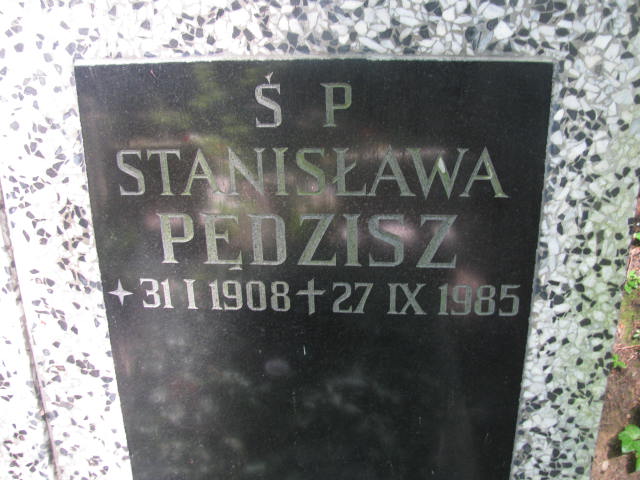 Ś P
STANISŁAWA
PĘDZISZ
✦ 31 I 1908 ✝ 27 IX 1985